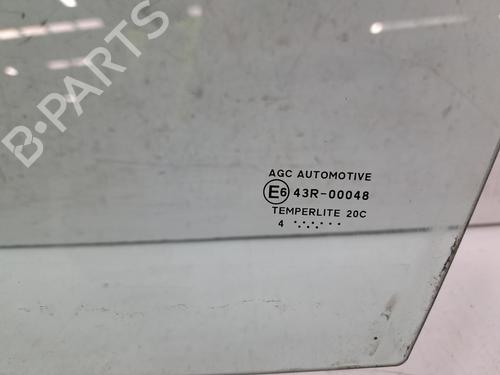 B-PARTS
AGC AUTOMOTIVE
E6 43R-00048
TEMPERLITE 20C
4 .. ......